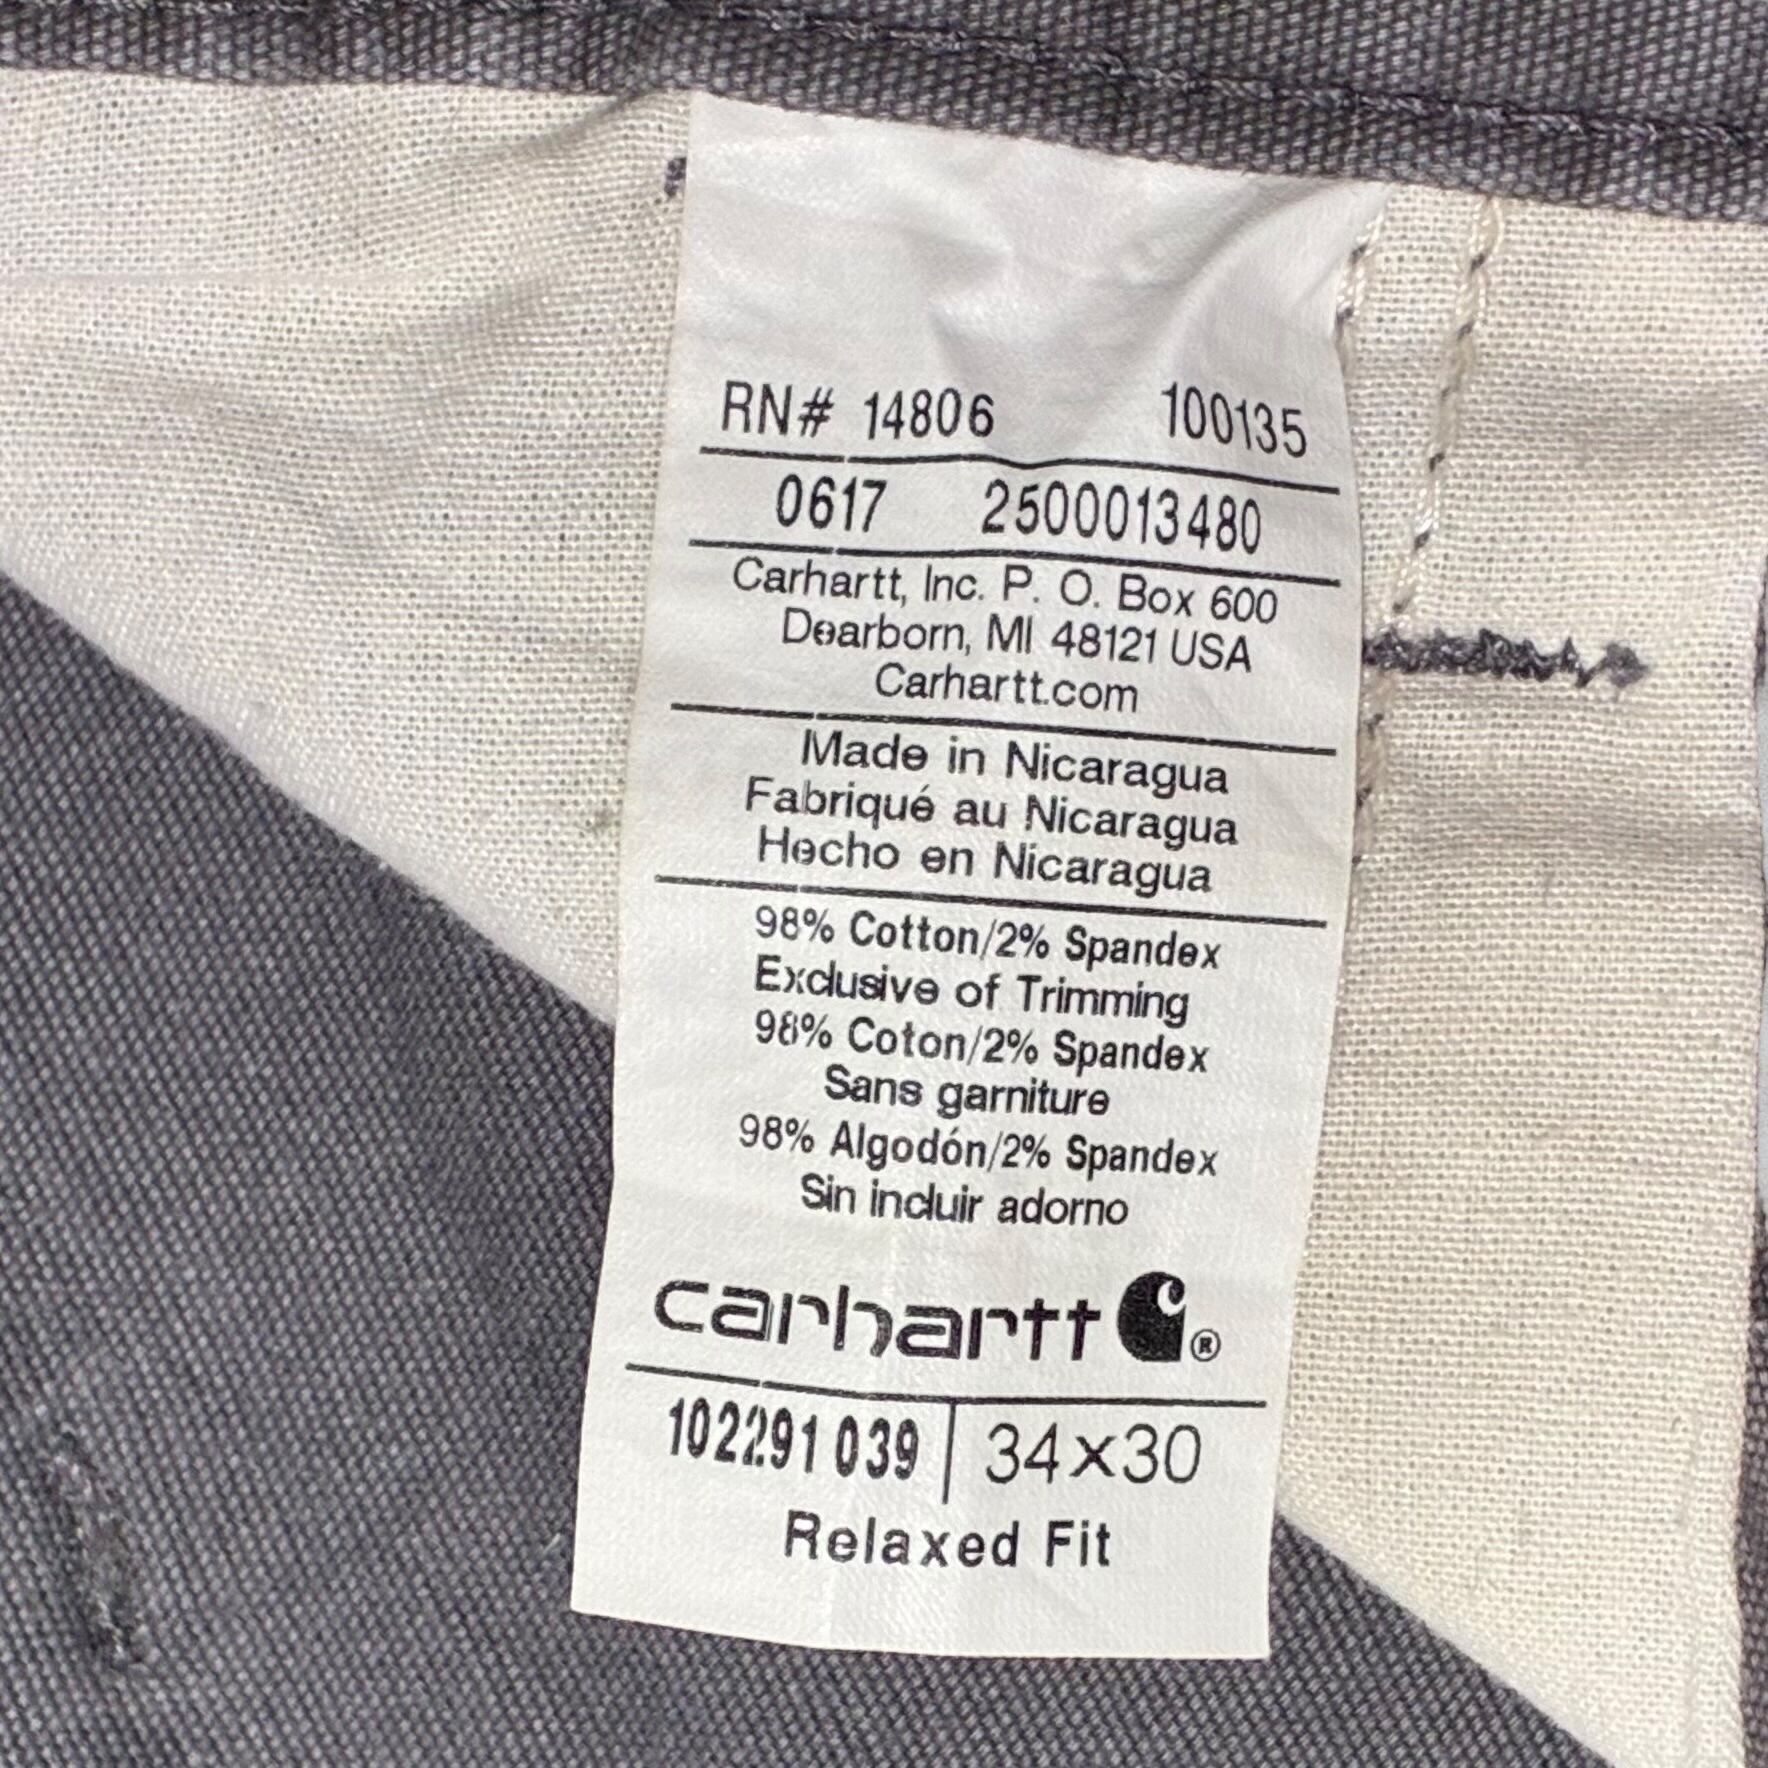 RN# 14806 100135
0617 2500013480
Carhartt, Inc. P. O. Box 600
Dearborn, MI 48121 USA
Carhartt.com
Made in Nicaragua
Fabriqué au Nicaragua
Hecho en Nicaragua
98% Cotton/2% Spandex
Exclusive of Trimming
98% Coton/2% Spandex
Sans garniture
98% Algodón/2% Spandex
Sin incluir adorno
carhartt ®
102291 039 | 34x30
Relaxed Fit